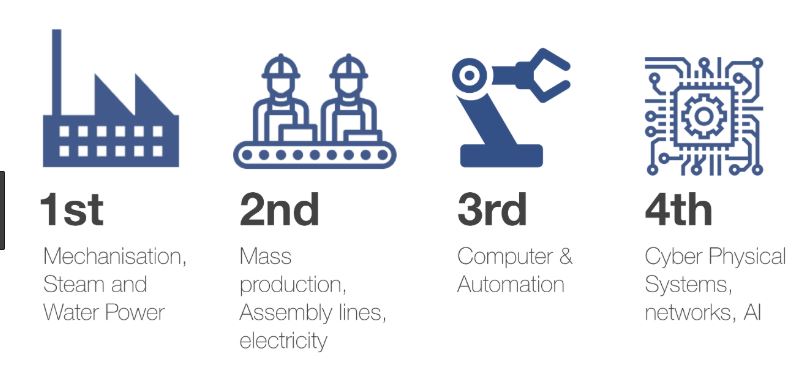 1st
Mechanisation,
Steam and
Water Power
2nd
Mass
production,
Assembly lines,
electricity
3rd
Computer &
Automation
4th
Cyber Physical
Systems,
networks, AI